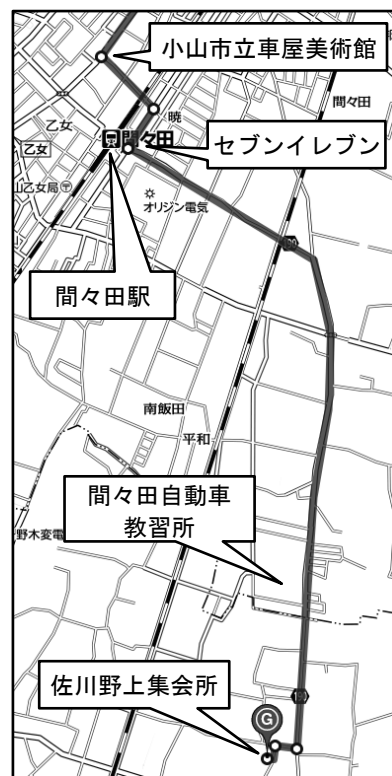 小山市立車屋美術館
間々田
暁
乙女
間々田
セブンイレブン
乙女
山乙女局
オリジン電気
間々田駅
南飯田
平和
間々田自動車
教習所
野木変電
佐川野上集会所
G